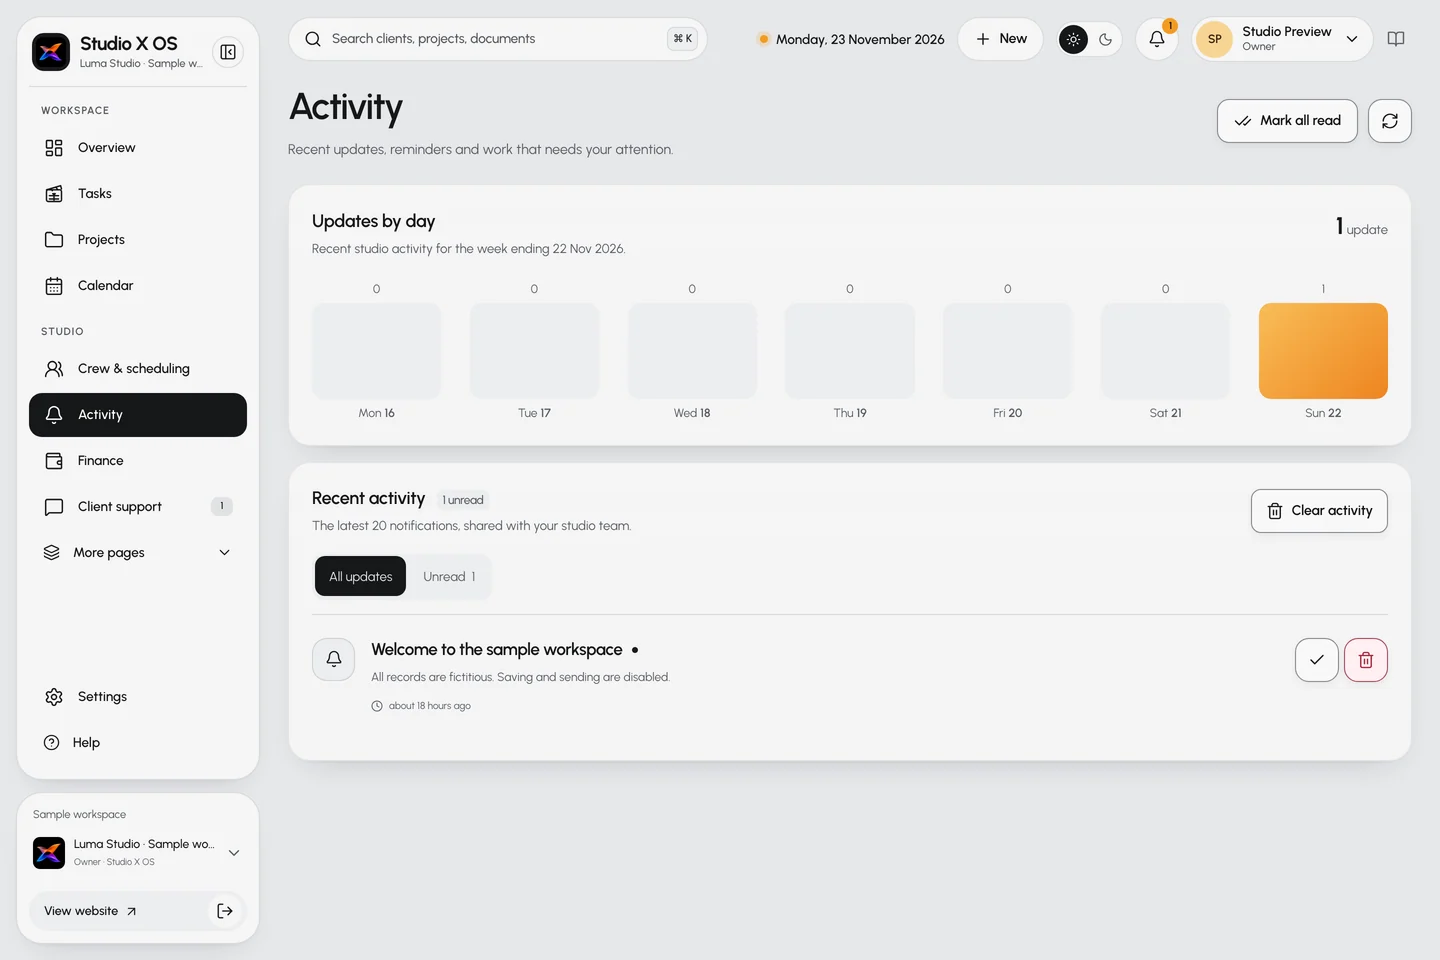 Studio X OS
Luma Studio · Sample w...
WORKSPACE
Overview
Tasks
Projects
Calendar
STUDIO
Crew & scheduling
Activity
Finance
Client support 1
More pages
Settings
Help
Sample workspace
Luma Studio · Sample wo...
Owner · Studio X OS
View website
Search clients, projects, documents ⌘ K
Monday, 23 November 2026
New
1
SP
Studio Preview
Owner
Activity
Recent updates, reminders and work that needs your attention.
Mark all read
Updates by day
Recent studio activity for the week ending 22 Nov 2026.
1 update
0 0 0 0 0 0 1
Mon 16 Tue 17 Wed 18 Thu 19 Fri 20 Sat 21 Sun 22
Recent activity 1 unread
The latest 20 notifications, shared with your studio team.
Clear activity
All updates Unread 1
Welcome to the sample workspace
All records are fictitious. Saving and sending are disabled.
about 18 hours ago